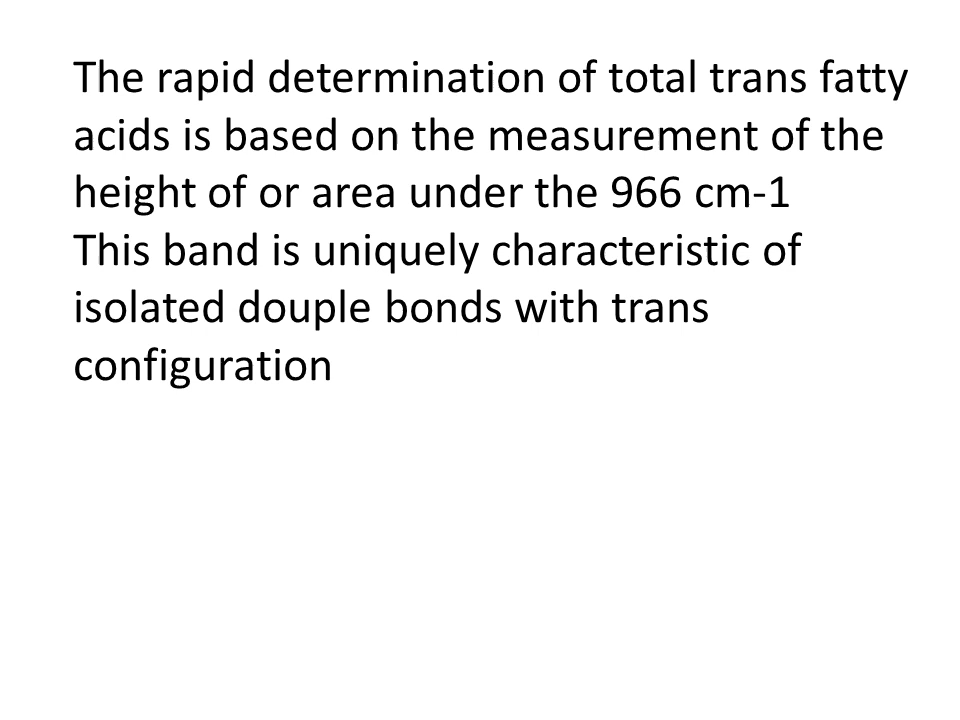 The rapid determination of total trans fatty
acids is based on the measurement of the
height of or area under the 966 cm-1
This band is uniquely characteristic of
isolated douple bonds with trans
configuration